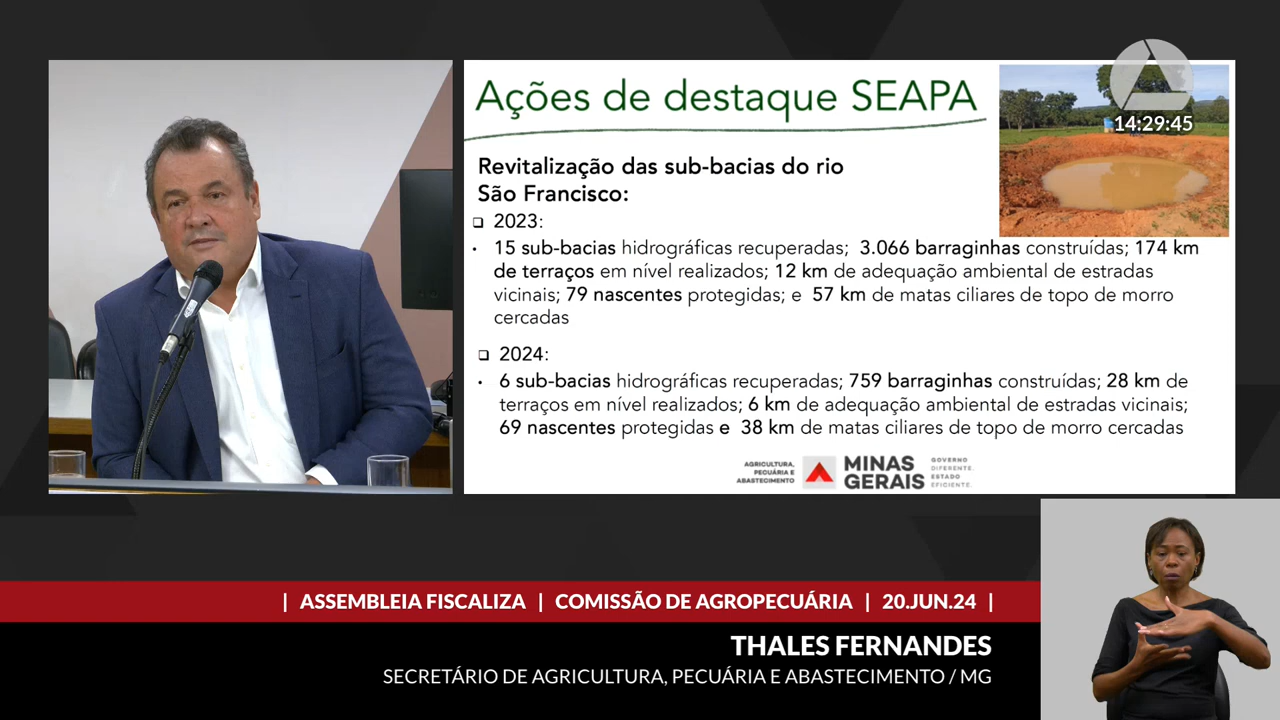 Ações de destaque SEAPA
14:29:45
Revitalização das sub-bacias do rio
São Francisco:
❑ 2023:
• 15 sub-bacias hidrográficas recuperadas; 3.066 barraginhas construídas; 174 km
de terraços em nível realizados; 12 km de adequação ambiental de estradas
vicinais; 79 nascentes protegidas; e 57 km de matas ciliares de topo de morro
cercadas
❑ 2024:
• 6 sub-bacias hidrográficas recuperadas; 759 barraginhas construídas; 28 km de
terraços em nível realizados; 6 km de adequação ambiental de estradas vicinais;
69 nascentes protegidas e 38 km de matas ciliares de topo de morro cercadas
AGRICULTURA,
PECUÁRIA E
ABASTECIMENTO
MINAS
GERAIS
GOVERNO
DIFERENTE.
ESTADO
EFICIENTE.
| ASSEMBLEIA FISCALIZA | COMISSÃO DE AGROPECUÁRIA | 20.JUN.24 |
THALES FERNANDES
SECRETÁRIO DE AGRICULTURA, PECUÁRIA E ABASTECIMENTO / MG